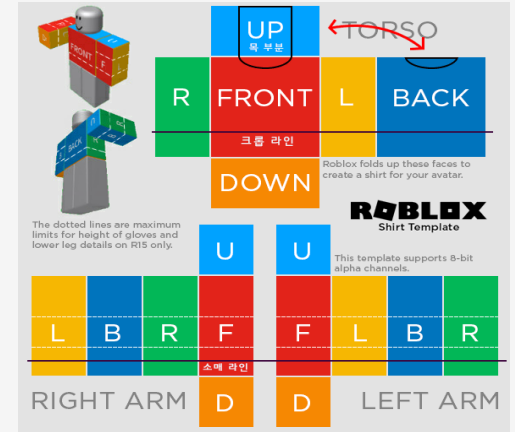 UP
목 부분
TORSO
R
FRONT
L
BACK
크롭 라인
DOWN
Roblox folds up these faces to
create a shirt for your avatar.
FRONT
F
L
BACK
The dotted lines are maximum
limits for height of gloves and
lower leg details on R15 only.
ROBLOX
Shirt Template
U
U
This template supports 8-bit
alpha channels.
L
B
R
F
F
L
B
R
소매 라인
RIGHT ARM
D
D
LEFT ARM